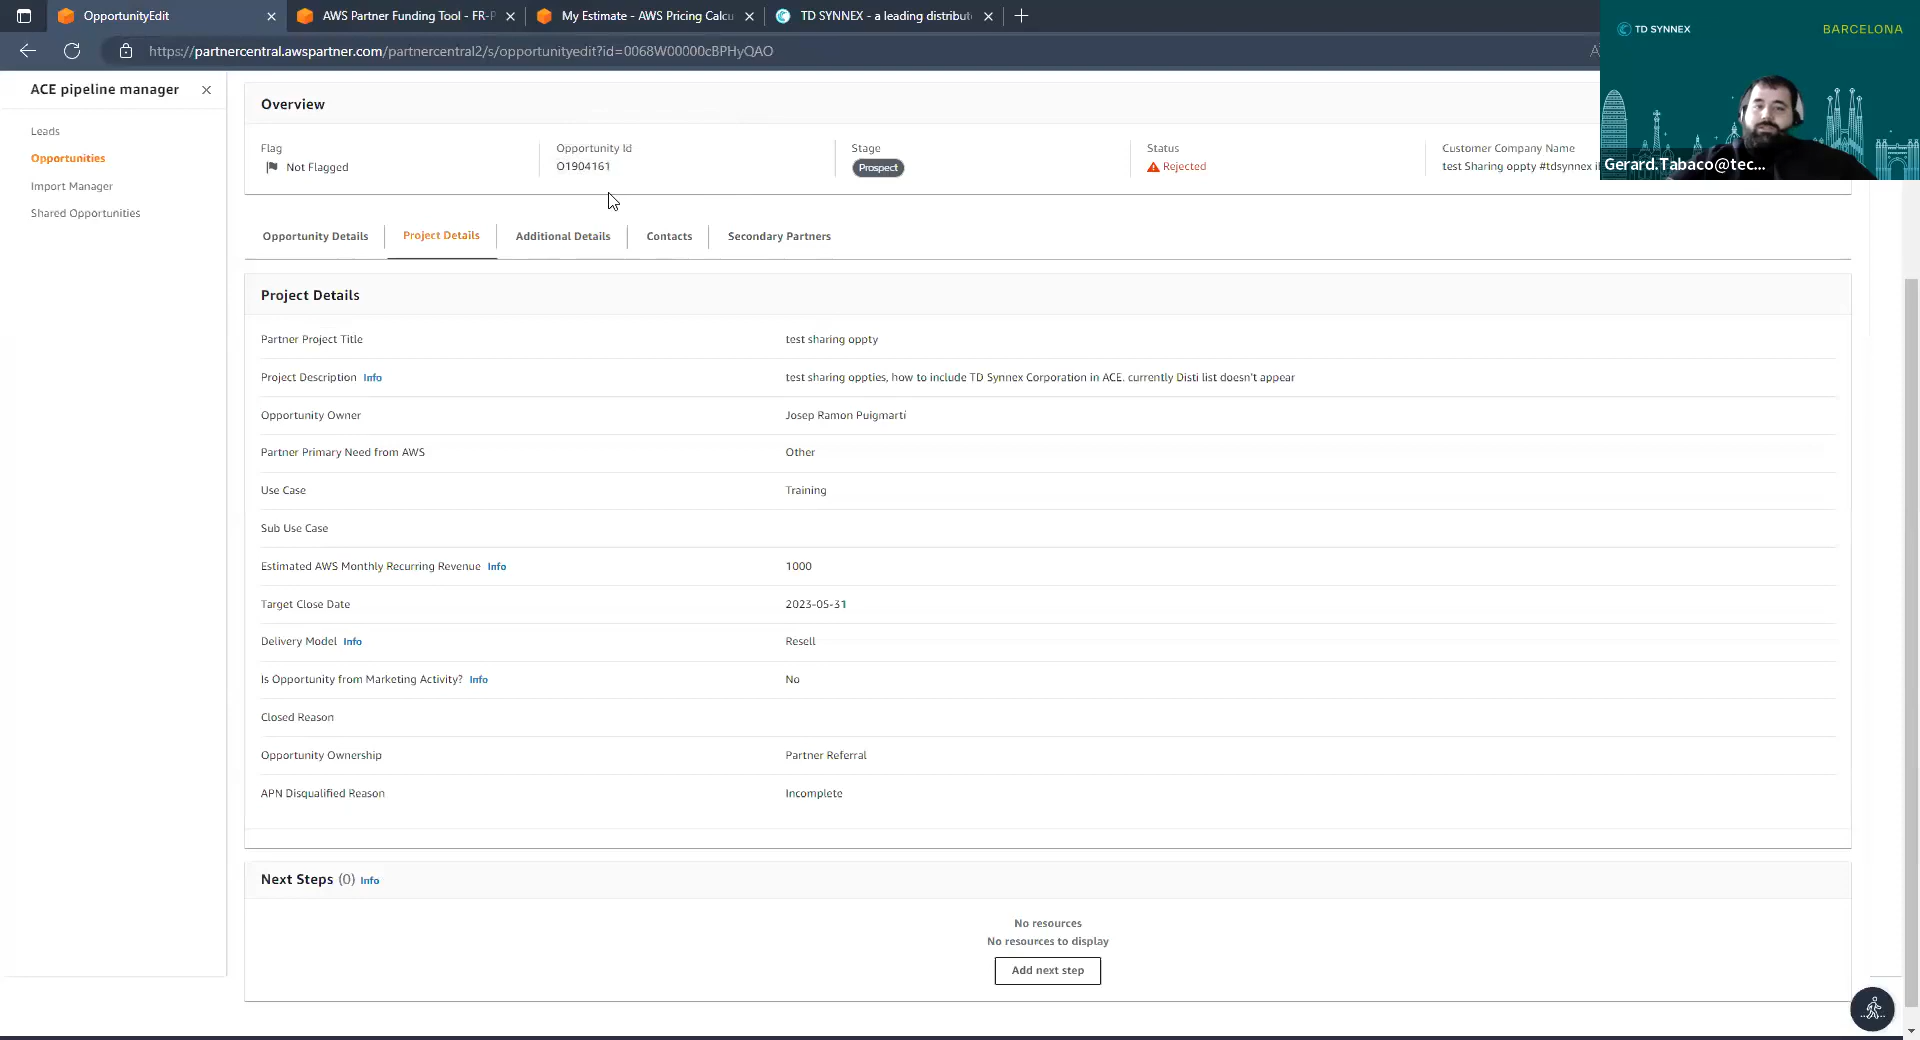 OpportunityEdit
AWS Partner Funding Tool - FR-P
My Estimate - AWS Pricing Calcu
TD SYNNEX - a leading distribut
https://partnercentral.awspartner.com/partnercentral2/s/opportunityedit?id=0068W00000cBPHyQAO
TD SYNNEX
BARCELONA
Gerard.Tabaco@tec...
ACE pipeline manager
Leads
Opportunities
Import Manager
Shared Opportunities
Overview
Flag
Not Flagged
Opportunity Id
O1904161
Stage
Prospect
Status
Rejected
Customer Company Name
test Sharing oppty #tdsynnex
Opportunity Details
Project Details
Additional Details
Contacts
Secondary Partners
Project Details
Partner Project Title test sharing oppty
Project Description Info test sharing oppties, how to include TD Synnex Corporation in ACE. currently Disti list doesn't appear
Opportunity Owner Josep Ramon Puigmartí
Partner Primary Need from AWS Other
Use Case Training
Sub Use Case
Estimated AWS Monthly Recurring Revenue Info 1000
Target Close Date 2023-05-31
Delivery Model Info Resell
Is Opportunity from Marketing Activity? Info No
Closed Reason
Opportunity Ownership Partner Referral
APN Disqualified Reason Incomplete
Next Steps (0) Info
No resources
No resources to display
Add next step